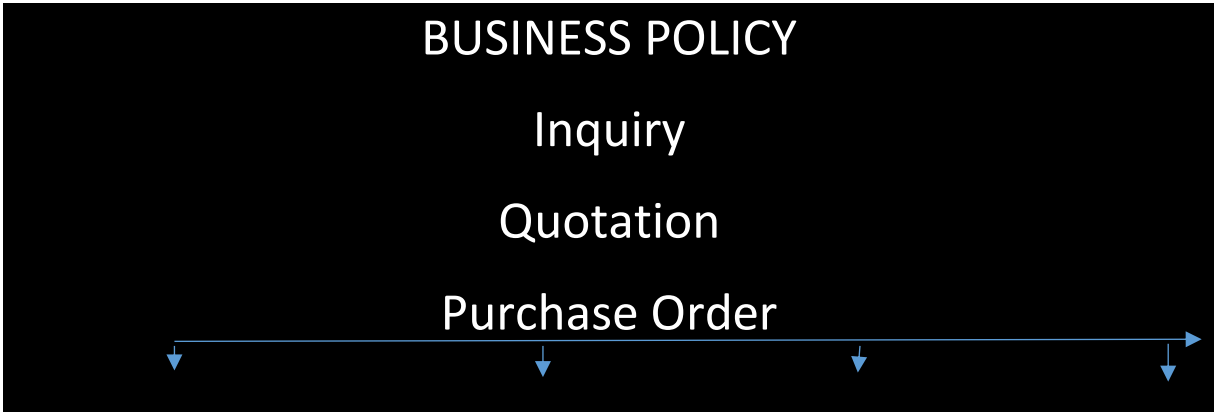 BUSINESS POLICY
Inquiry
Quotation
Purchase Order